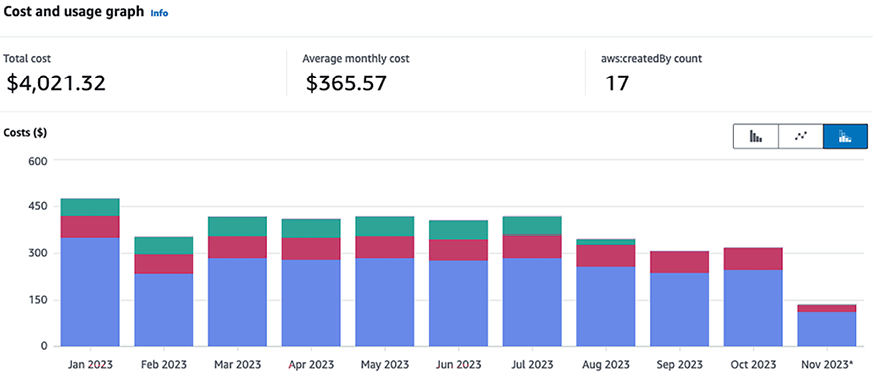 Cost and usage graph Info
Total cost Average monthly cost aws:createdBy count
$4,021.32 $365.57 17
Costs ($)
600
450
300
150
0
Jan 2023 Feb 2023 Mar 2023 Apr 2023 May 2023 Jun 2023 Jul 2023 Aug 2023 Sep 2023 Oct 2023 Nov 2023*